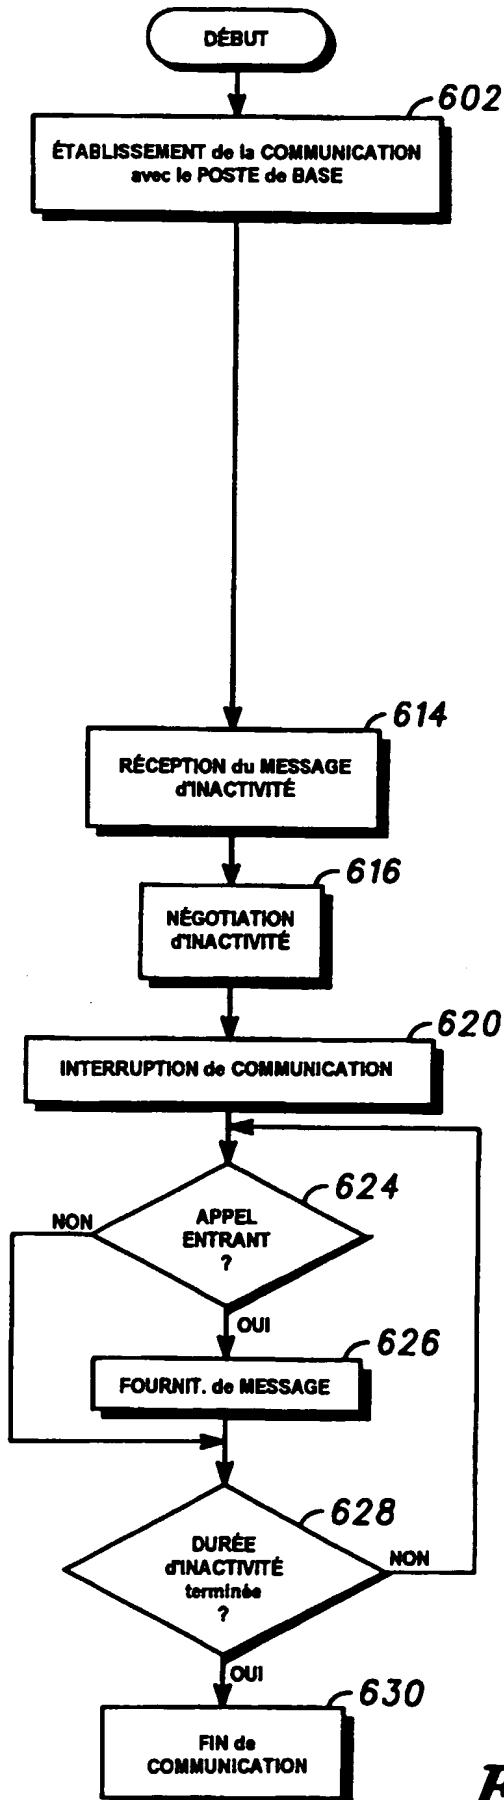 DÉBUT
602
ÉTABLISSEMENT de la COMMUNICATION
avec le POSTE de BASE
614
RÉCEPTION du MESSAGE
d'INACTIVITÉ
616
NÉGOTIATION
d'INACTIVITÉ
620
INTERRUPTION de COMMUNICATION
624
NON
APPEL
ENTRANT
?
OUI
626
FOURNIT. de MESSAGE
628
DURÉE
d'INACTIVITÉ
terminée
?
NON
OUI
630
FIN de
COMMUNICATION